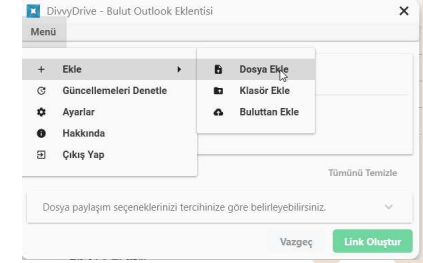 DivvyDrive - Bulut Outlook Eklentisi
Menü
Ekle
Güncellemeleri Denetle
Ayarlar
Hakkında
Çıkış Yap
Dosya Ekle
Klasör Ekle
Buluttan Ekle
Tümünü Temizle
Dosya paylaşım seçeneklerinizi tercihinize göre belirleyebilirsiniz.
Vazgeç
Link Oluştur